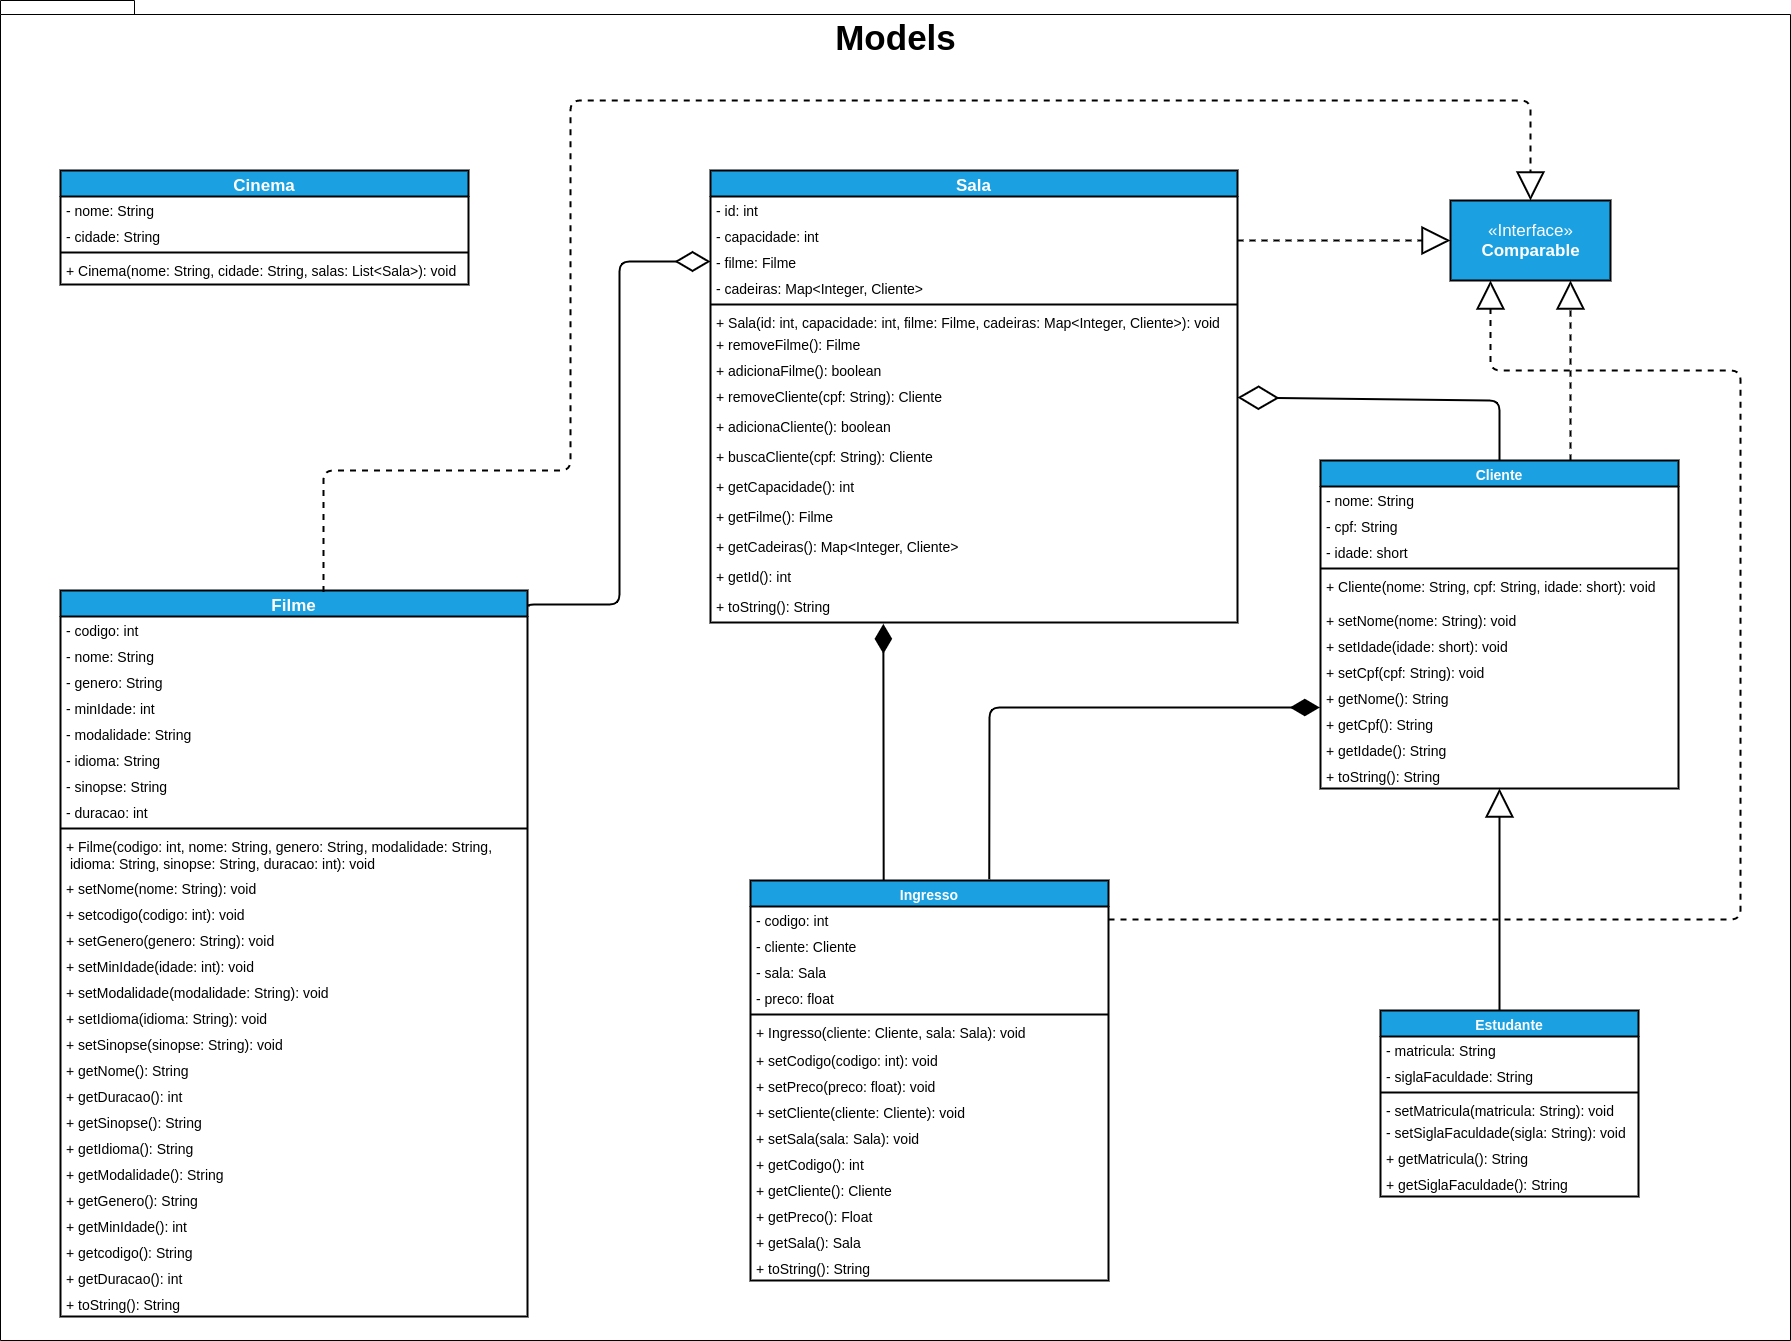 Models
Cinema
- nome: String
- cidade: String
+ Cinema(nome: String, cidade: String, salas: List<Sala>): void
Sala
- id: int
- capacidade: int
- filme: Filme
- cadeiras: Map<Integer, Cliente>
+ Sala(id: int, capacidade: int, filme: Filme, cadeiras: Map<Integer, Cliente>): void
+ removeFilme(): Filme
+ adicionaFilme(): boolean
+ removeCliente(cpf: String): Cliente
+ adicionaCliente(): boolean
+ buscaCliente(cpf: String): Cliente
+ getCapacidade(): int
+ getFilme(): Filme
+ getCadeiras(): Map<Integer, Cliente>
+ getId(): int
+ toString(): String
«Interface»
Comparable
Cliente
- nome: String
- cpf: String
- idade: short
+ Cliente(nome: String, cpf: String, idade: short): void
+ setNome(nome: String): void
+ setIdade(idade: short): void
+ setCpf(cpf: String): void
+ getNome(): String
+ getCpf(): String
+ getIdade(): String
+ toString(): String
Filme
- codigo: int
- nome: String
- genero: String
- minIdade: int
- modalidade: String
- idioma: String
- sinopse: String
- duracao: int
+ Filme(codigo: int, nome: String, genero: String, modalidade: String,
idioma: String, sinopse: String, duracao: int): void
+ setNome(nome: String): void
+ setcodigo(codigo: int): void
+ setGenero(genero: String): void
+ setMinIdade(idade: int): void
+ setModalidade(modalidade: String): void
+ setIdioma(idioma: String): void
+ setSinopse(sinopse: String): void
+ getNome(): String
+ getDuracao(): int
+ getSinopse(): String
+ getIdioma(): String
+ getModalidade(): String
+ getGenero(): String
+ getMinIdade(): int
+ getcodigo(): String
+ getDuracao(): int
+ toString(): String
Ingresso
- codigo: int
- cliente: Cliente
- sala: Sala
- preco: float
+ Ingresso(cliente: Cliente, sala: Sala): void
+ setCodigo(codigo: int): void
+ setPreco(preco: float): void
+ setCliente(cliente: Cliente): void
+ setSala(sala: Sala): void
+ getCodigo(): int
+ getCliente(): Cliente
+ getPreco(): Float
+ getSala(): Sala
+ toString(): String
Estudante
- matricula: String
- siglaFaculdade: String
- setMatricula(matricula: String): void
- setSiglaFaculdade(sigla: String): void
+ getMatricula(): String
+ getSiglaFaculdade(): String